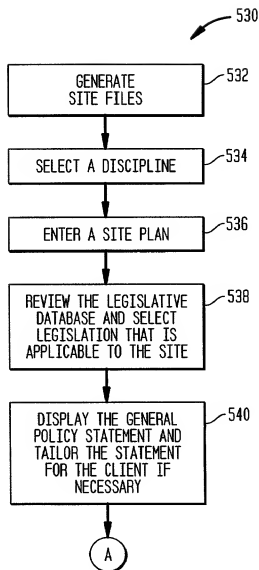 530
GENERATE
SITE FILES
532
SELECT A DISCIPLINE
534
ENTER A SITE PLAN
536
REVIEW THE LEGISLATIVE
DATABASE AND SELECT
LEGISLATION THAT IS
APPLICABLE TO THE SITE
538
DISPLAY THE GENERAL
POLICY STATEMENT AND
TAILOR THE STATEMENT
FOR THE CLIENT IF
NECESSARY
540
A